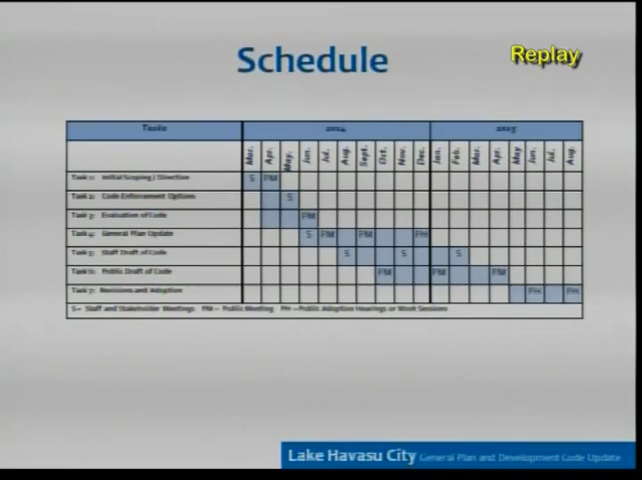 Schedule
Replay
Tasks 2014 2015
Mar. Apr. May. Jun. Jul. Aug. Sept. Oct. Nov. Dec. Jan. Feb. Mar. Apr. May Jun. Jul. Aug.
Task 1: Initial Scoping / Direction S PM
Task 2: Code Enforcement Options S
Task 3: Evaluation of Code PM
Task 4: General Plan Update S PM PM PH
Task 5: Staff Draft of Code S S S
Task 6: Public Draft of Code PM PM PM
Task 7: Revisions and Adoption PH PH
S= Staff and Stakeholder Meetings PM = Public Meeting PH =Public Adoption Hearings or Work Sessions
Lake Havasu City General Plan and Development Code Update